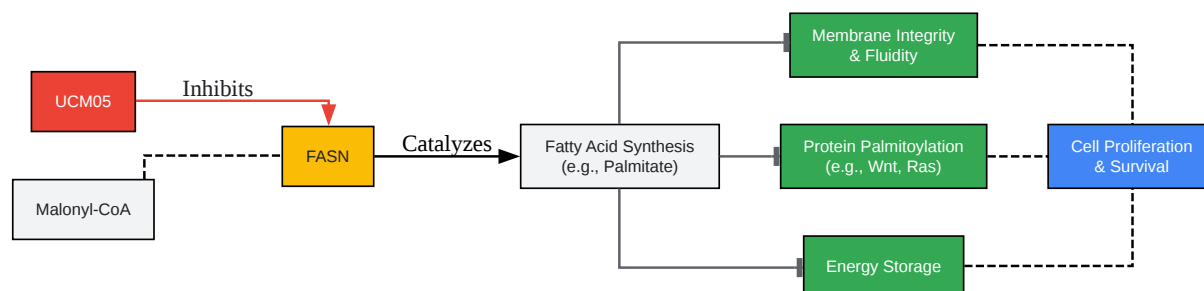 Membrane Integrity
& Fluidity
Inhibits
UCM05
FASN
Catalyzes
Fatty Acid Synthesis
(e.g., Palmitate)
Protein Palmitoylation
(e.g., Wnt, Ras)
Cell Proliferation
& Survival
Malonyl-CoA
Energy Storage